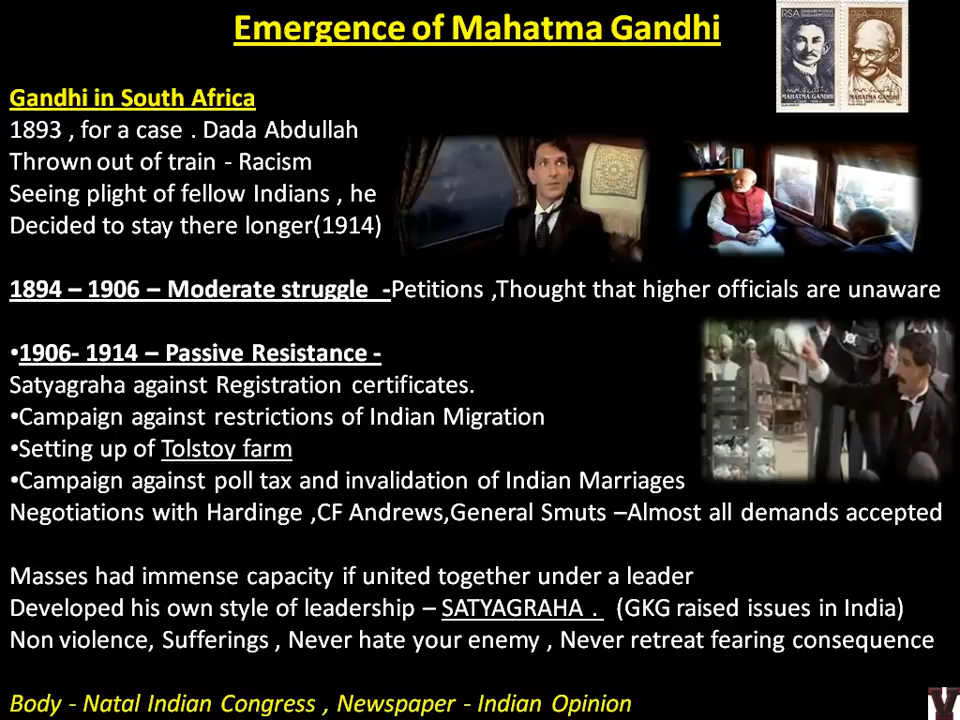 Emergence of Mahatma Gandhi
RSA
RSA
MAHATMA GANDHI
MAHATMA GANDHI
Gandhi in South Africa
1893 , for a case . Dada Abdullah
Thrown out of train - Racism
Seeing plight of fellow Indians , he
Decided to stay there longer(1914)
1894 – 1906 – Moderate struggle -Petitions ,Thought that higher officials are unaware
•1906- 1914 – Passive Resistance -
Satyagraha against Registration certificates.
•Campaign against restrictions of Indian Migration
•Setting up of Tolstoy farm
•Campaign against poll tax and invalidation of Indian Marriages
Negotiations with Hardinge ,CF Andrews,General Smuts –Almost all demands accepted
Masses had immense capacity if united together under a leader
Developed his own style of leadership – SATYAGRAHA . (GKG raised issues in India)
Non violence, Sufferings , Never hate your enemy , Never retreat fearing consequence
Body - Natal Indian Congress , Newspaper - Indian Opinion